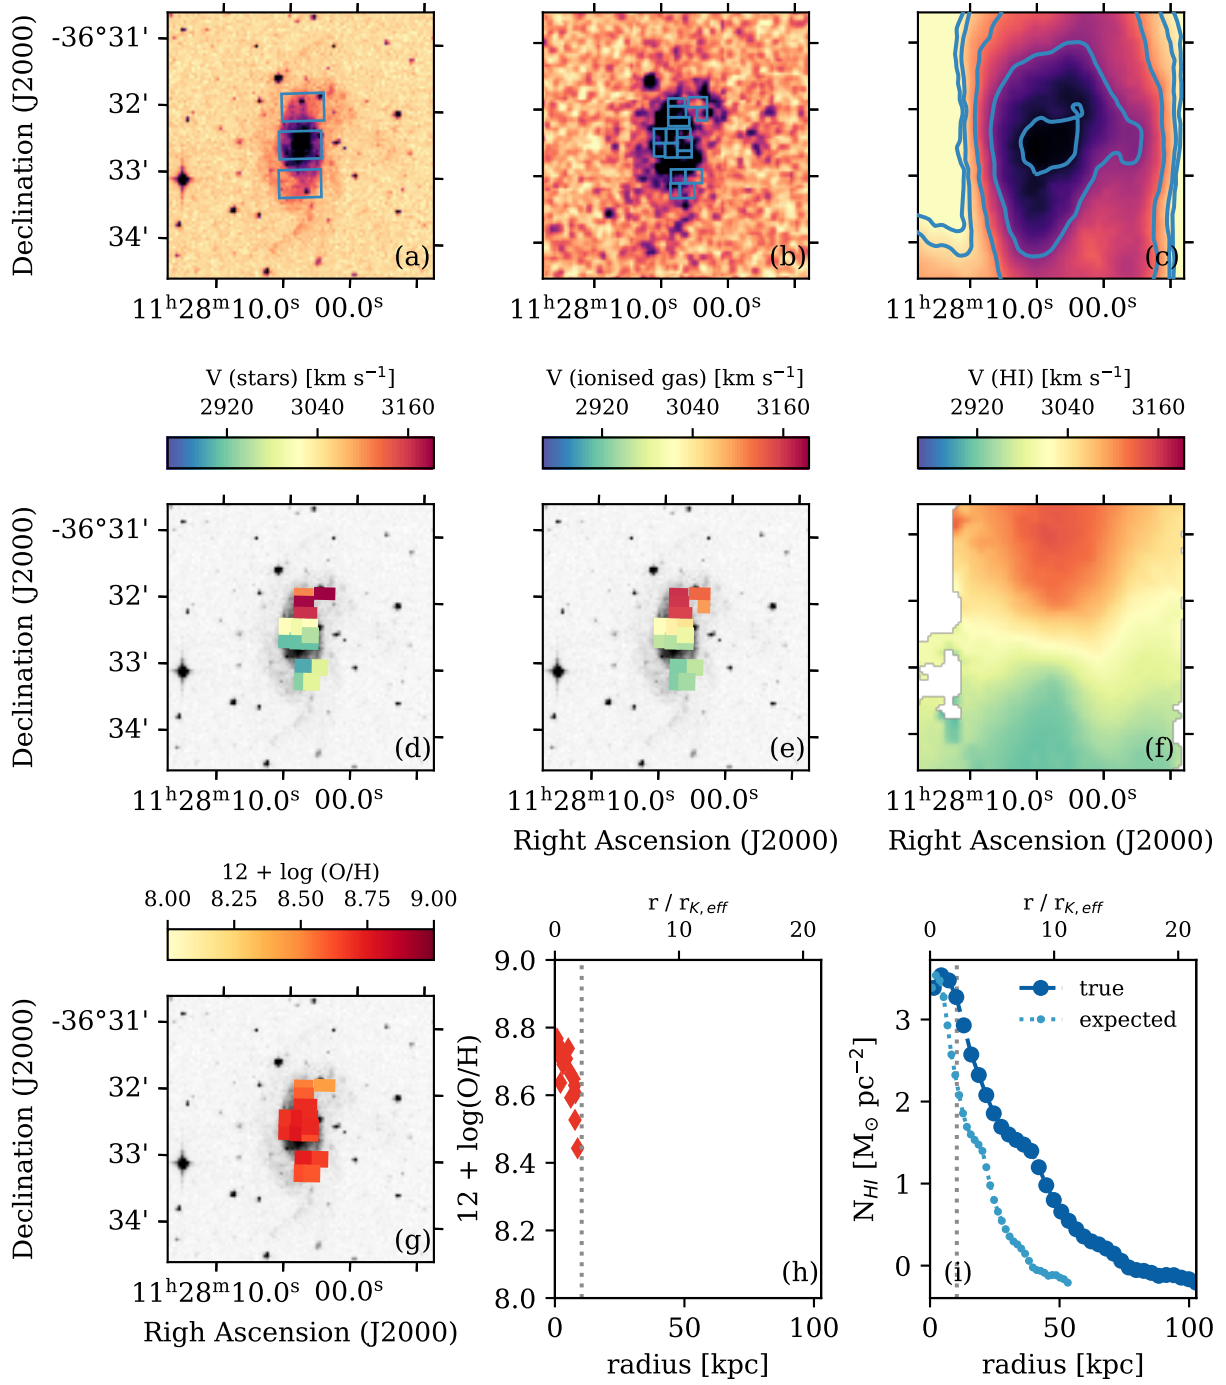 Declination (J2000)
-36°31'
32'
33'
34'
(a)
(b)
(c)
11ʰ28ᵐ10.0ˢ 00.0ˢ
11ʰ28ᵐ10.0ˢ 00.0ˢ
11ʰ28ᵐ10.0ˢ 00.0ˢ
V (stars) [km s⁻¹]
2920 3040 3160
V (ionised gas) [km s⁻¹]
2920 3040 3160
V (HI) [km s⁻¹]
2920 3040 3160
Declination (J2000)
-36°31'
32'
33'
34'
(d)
(e)
(f)
11ʰ28ᵐ10.0ˢ 00.0ˢ
11ʰ28ᵐ10.0ˢ 00.0ˢ
11ʰ28ᵐ10.0ˢ 00.0ˢ
Right Ascension (J2000)
Right Ascension (J2000)
12 + log (O/H)
8.00 8.25 8.50 8.75 9.00
Declination (J2000)
-36°31'
32'
33'
34'
(g)
11ʰ28ᵐ10.0ˢ 00.0ˢ
Righ Ascension (J2000)
r / r_{K, eff}
0 10 20
12 + log(O/H)
9.0
8.8
8.6
8.4
8.2
8.0
(h)
0 50 100
radius [kpc]
r / r_{K, eff}
0 10 20
N_{HI} [M_⊙ pc⁻²]
3
2
1
0
true
expected
(i)
0 50 100
radius [kpc]